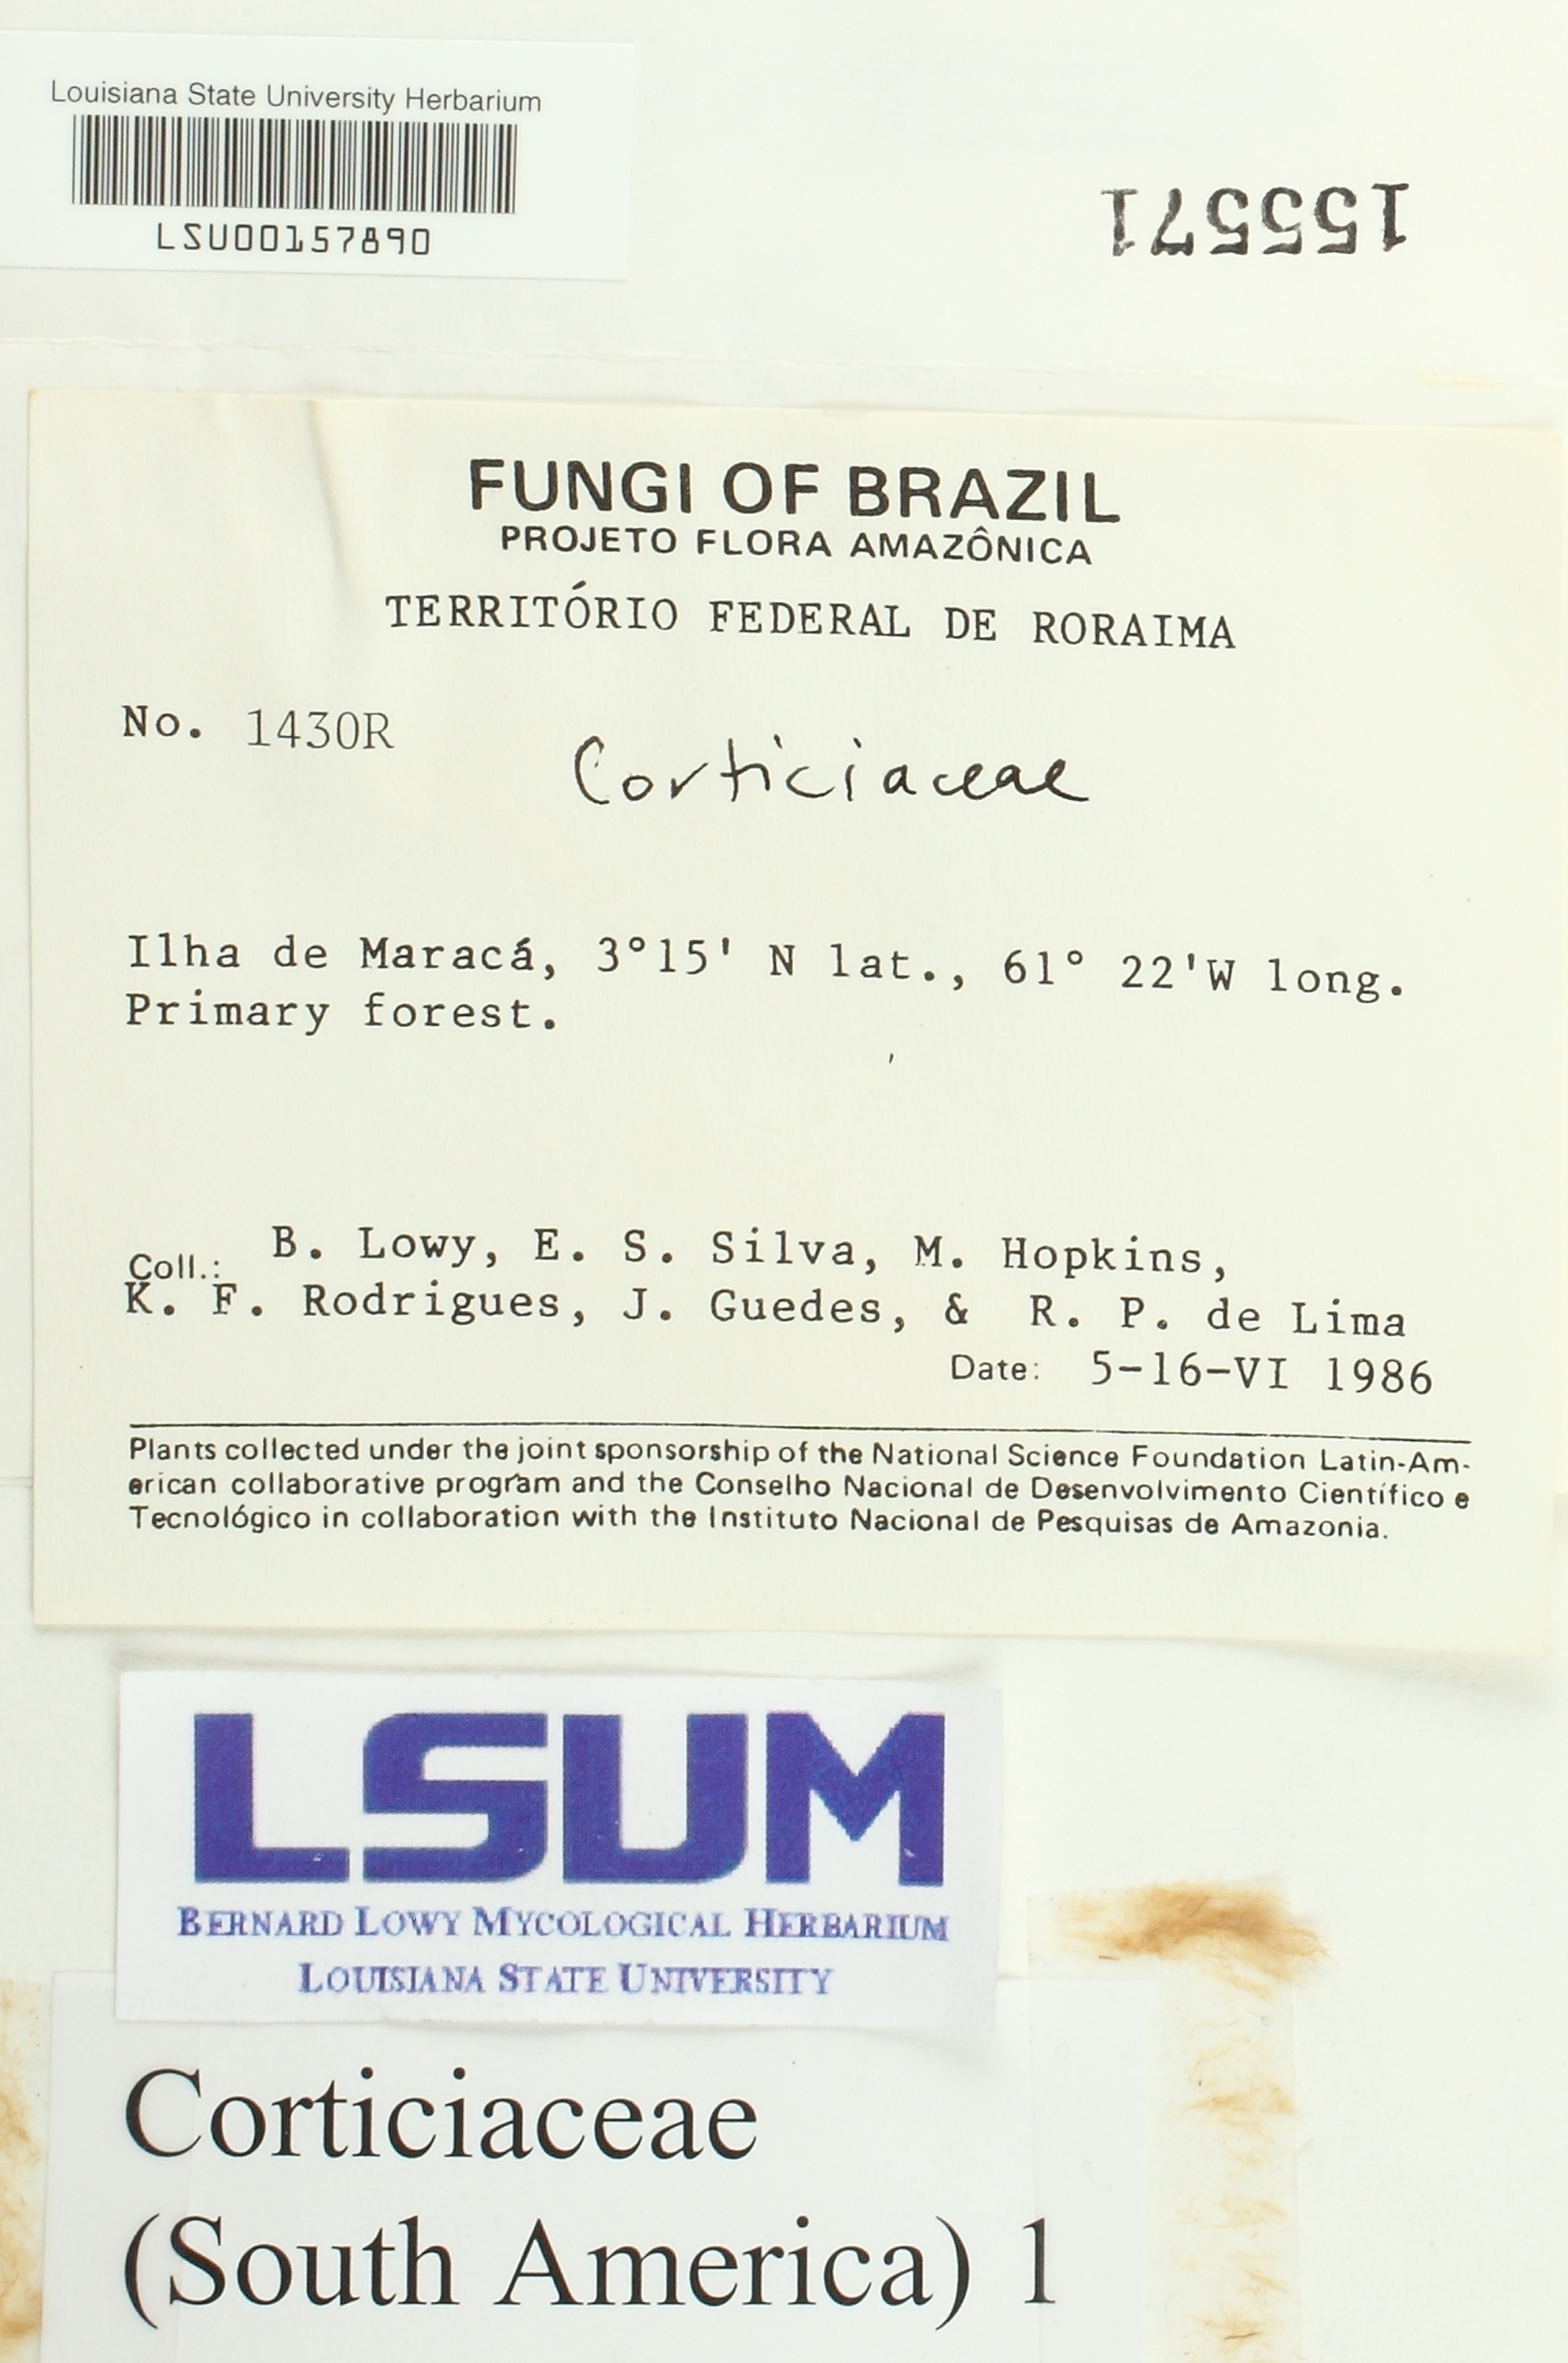 Louisiana State University Herbarium
LSU00157890
155571
FUNGI OF BRAZIL
PROJETO FLORA AMAZÔNICA
TERRITÓRIO FEDERAL DE RORAIMA
No. 1430R
Corticiaceae
Ilha de Maracá, 3°15' N lat., 61° 22'W long.
Primary forest.
Coll.: B. Lowy, E. S. Silva, M. Hopkins,
K. F. Rodrigues, J. Guedes, & R. P. de Lima
Date: 5-16-VI 1986
Plants collected under the joint sponsorship of the National Science Foundation Latin-Am-
erican collaborative program and the Conselho Nacional de Desenvolvimento Científico e
Tecnológico in collaboration with the Instituto Nacional de Pesquisas de Amazonia.
LSUM
BERNARD LOWY MYCOLOGICAL HERBARIUM
LOUISIANA STATE UNIVERSITY
Corticiaceae
(South America) 1